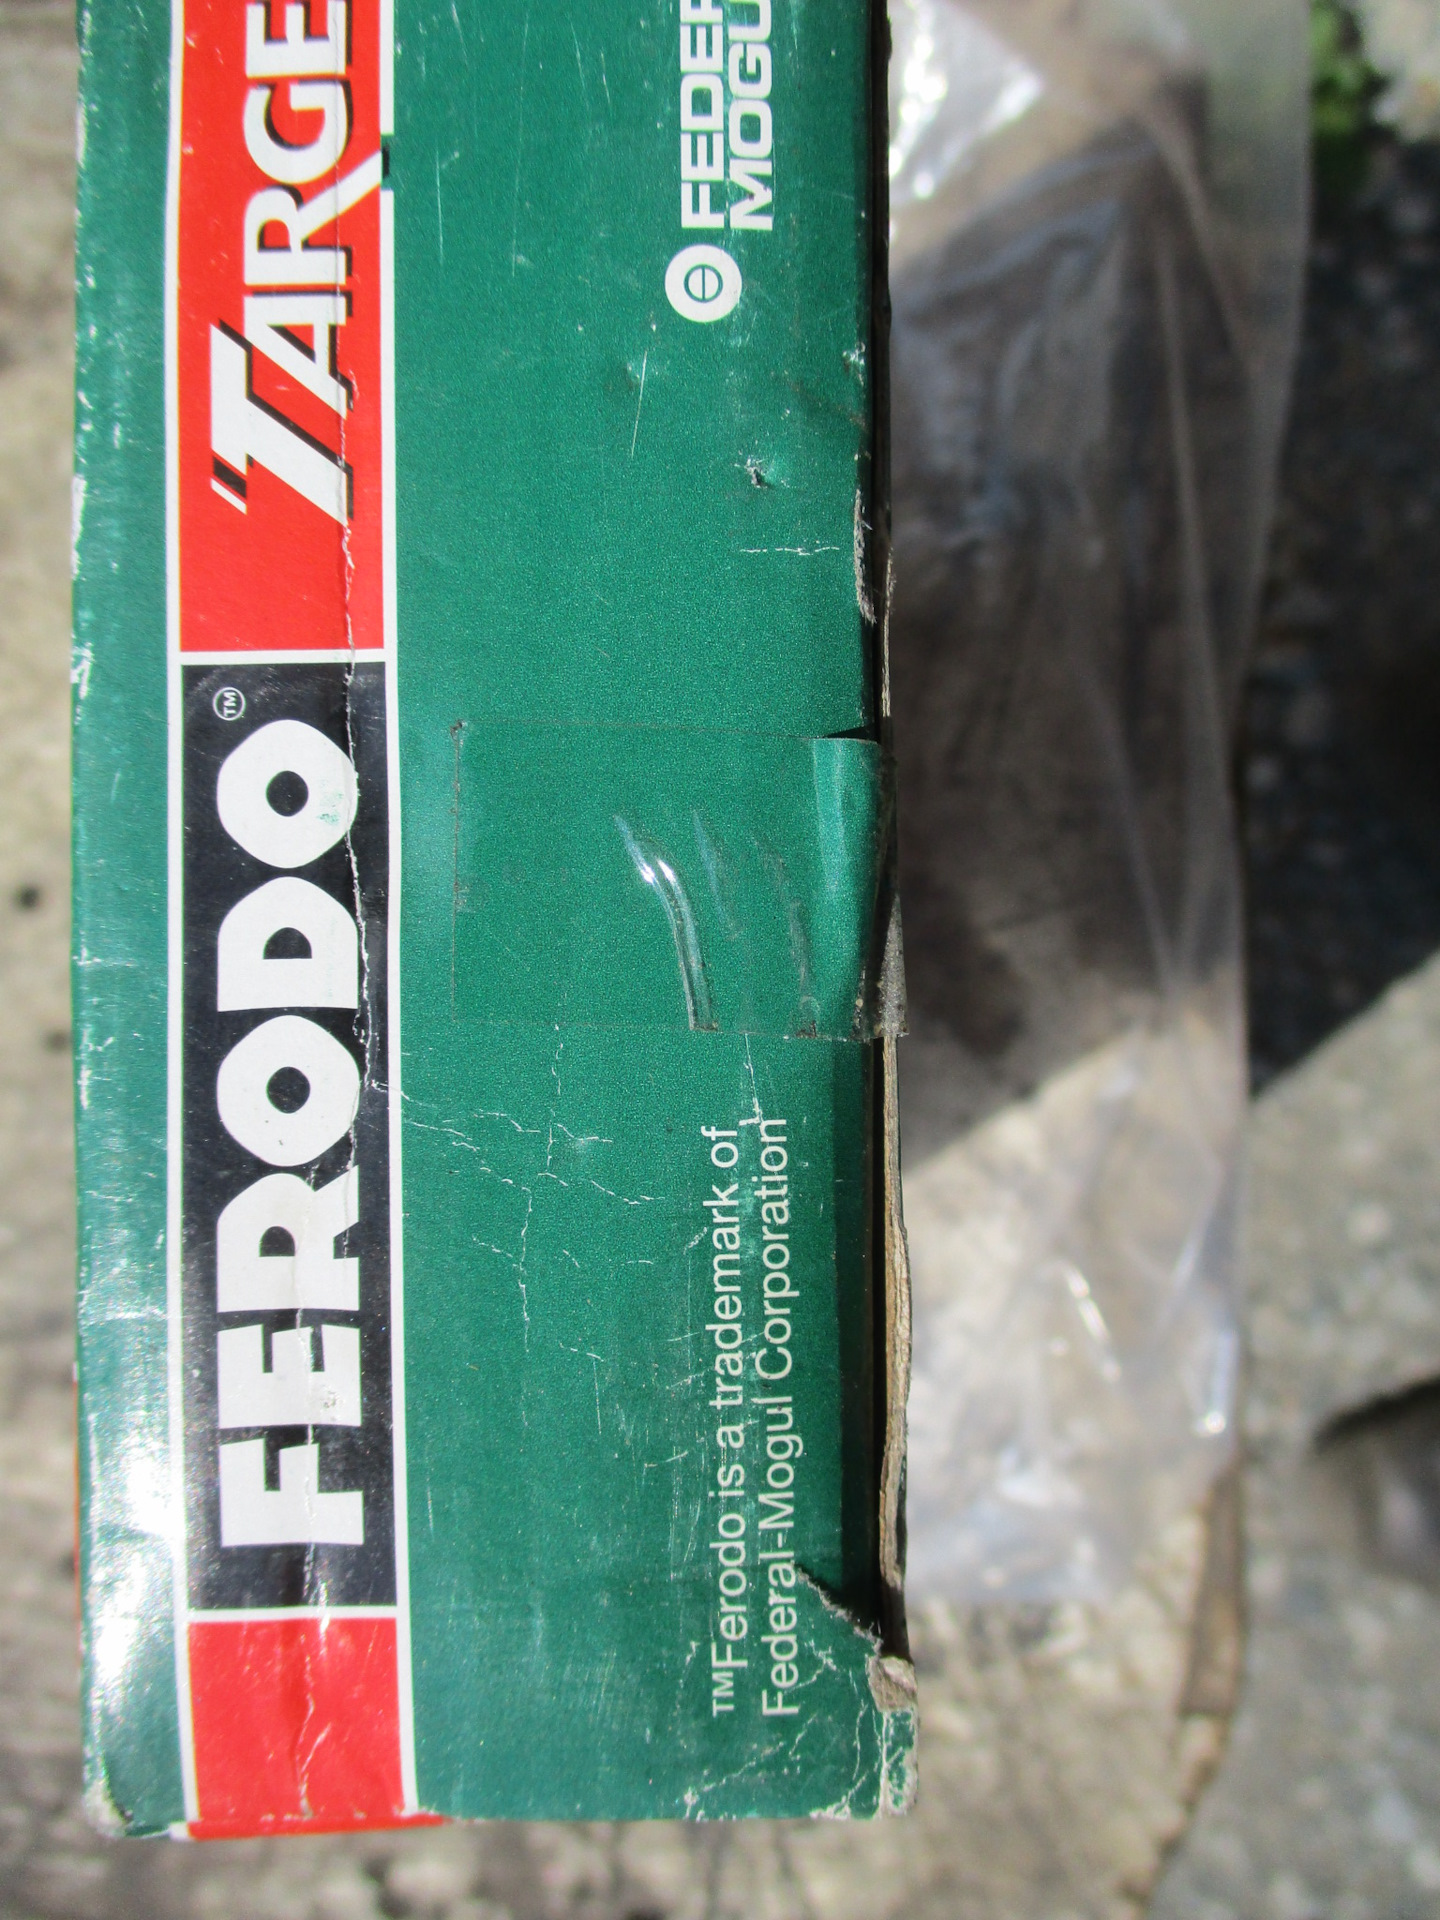 FERODO™
"TARGE
FEDER
MOGU
™Ferodo is a trademark of
Federal-Mogul Corporation